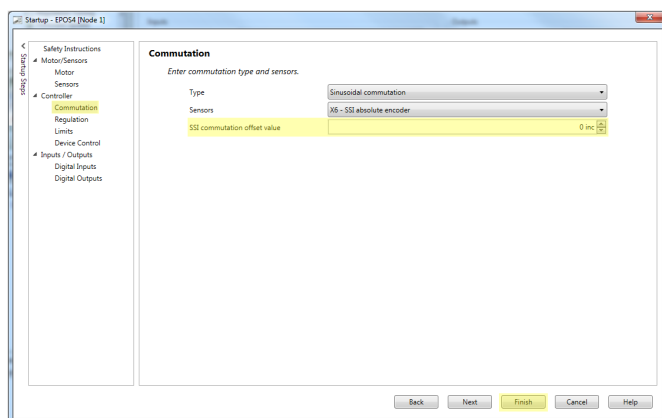 Startup - EPOS4 [Node 1]
Startup Steps
Safety Instructions
Motor/Sensors
Motor
Sensors
Controller
Commutation
Regulation
Limits
Device Control
Inputs / Outputs
Digital Inputs
Digital Outputs
Commutation
Enter commutation type and sensors.
Type Sinusoidal commutation
Sensors X6 - SSI absolute encoder
SSI commutation offset value 0 inc
Back Next Finish Cancel Help